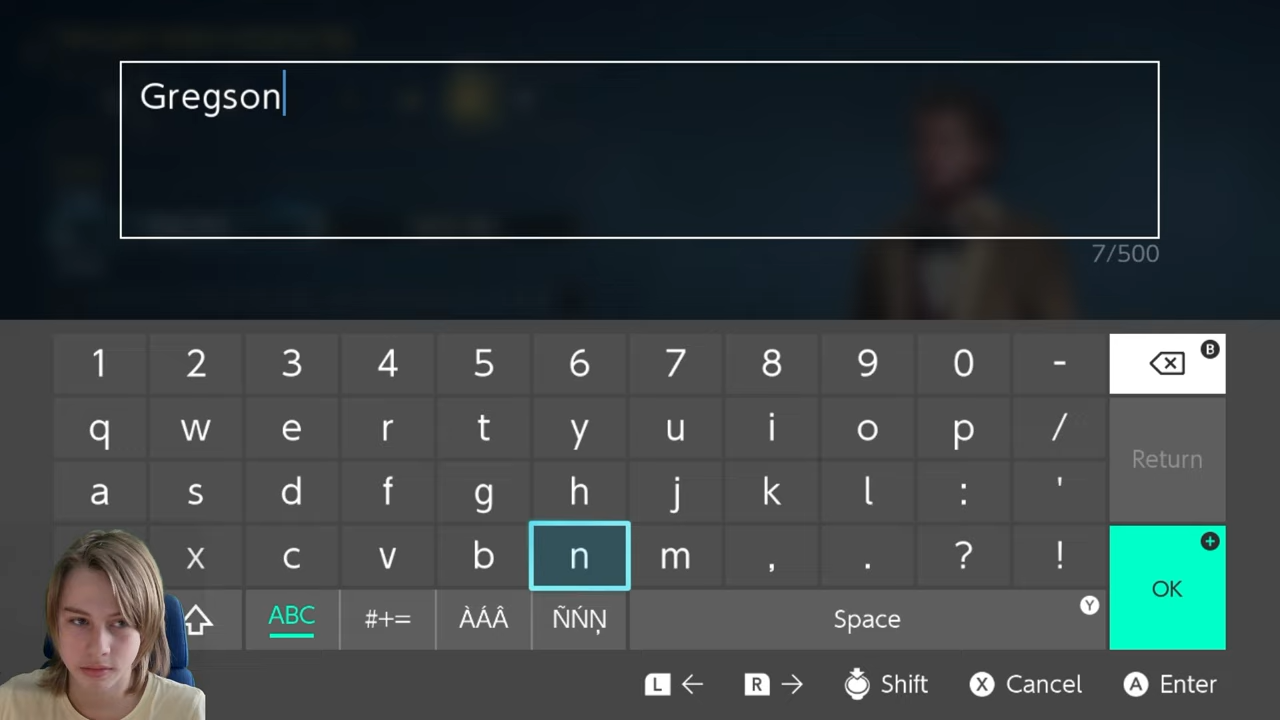 Gregson
7/500
1 2 3 4 5 6 7 8 9 0 -
q w e r t y u i o p /
a s d f g h j k l : '
Return
x c v b n m , . ? !
OK
ABC #+= ÀÁÂ ÑŃŅ Space
B
+
Y
L ← R → Shift X Cancel A Enter